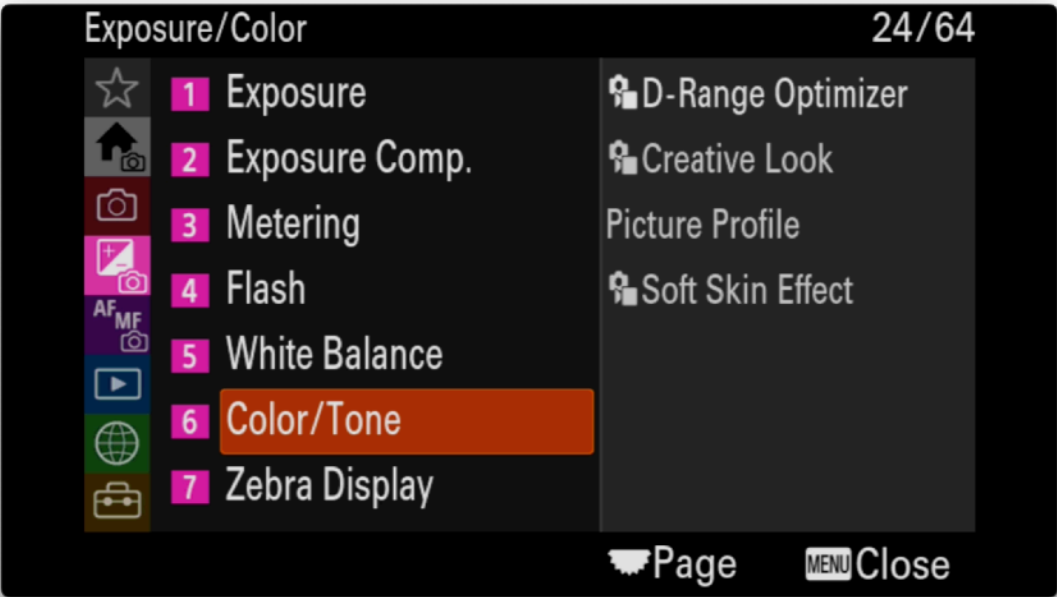 Exposure/Color 24/64
1 Exposure
2 Exposure Comp.
3 Metering
4 Flash
5 White Balance
6 Color/Tone
7 Zebra Display
AF MF
D-Range Optimizer
Creative Look
Picture Profile
Soft Skin Effect
Page MENU Close